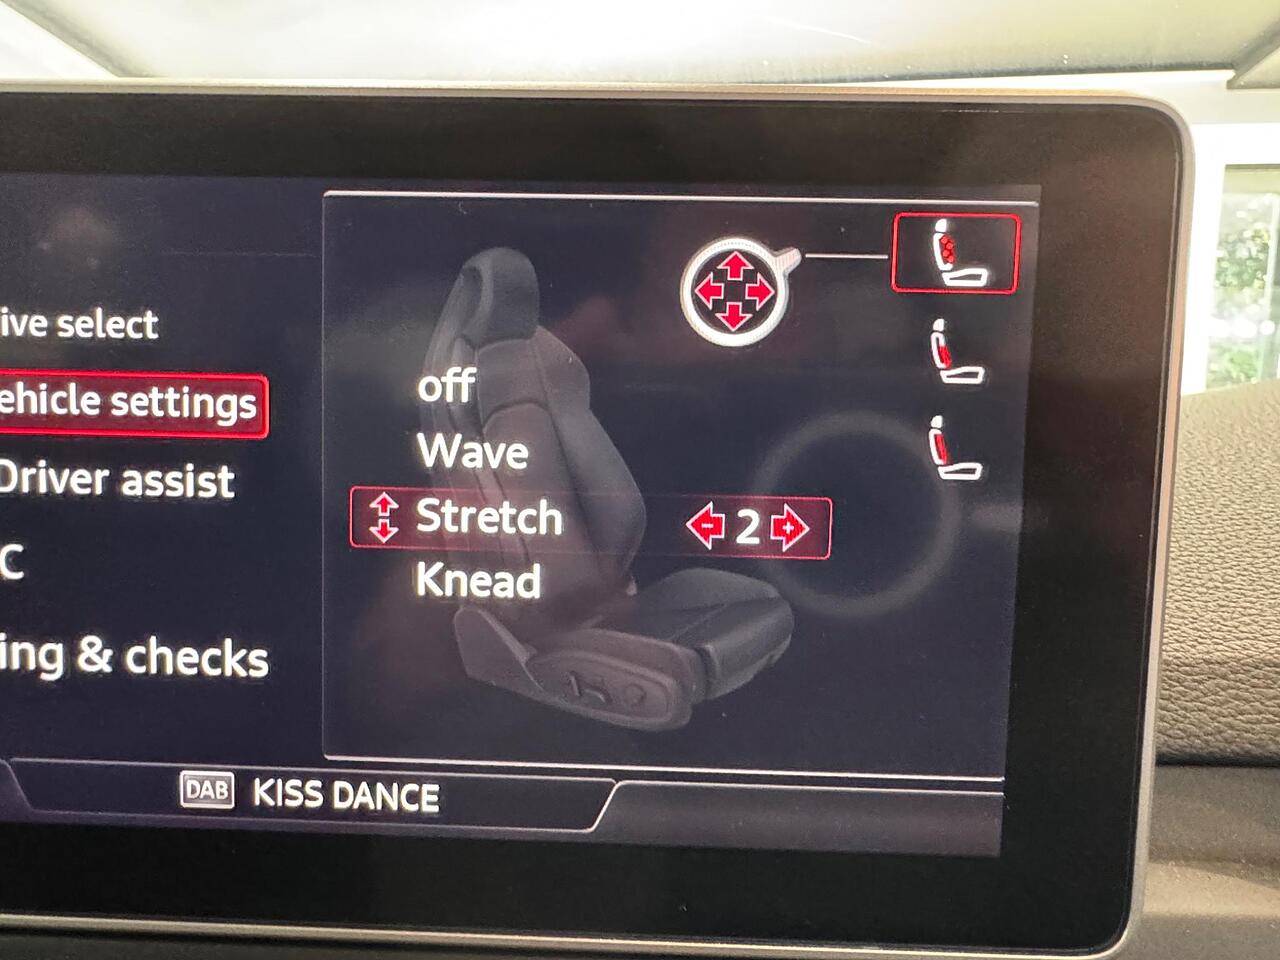 ive select
ehicle settings
Driver assist
C
ing & checks
off
Wave
Stretch - 2 +
Knead
DAB KISS DANCE